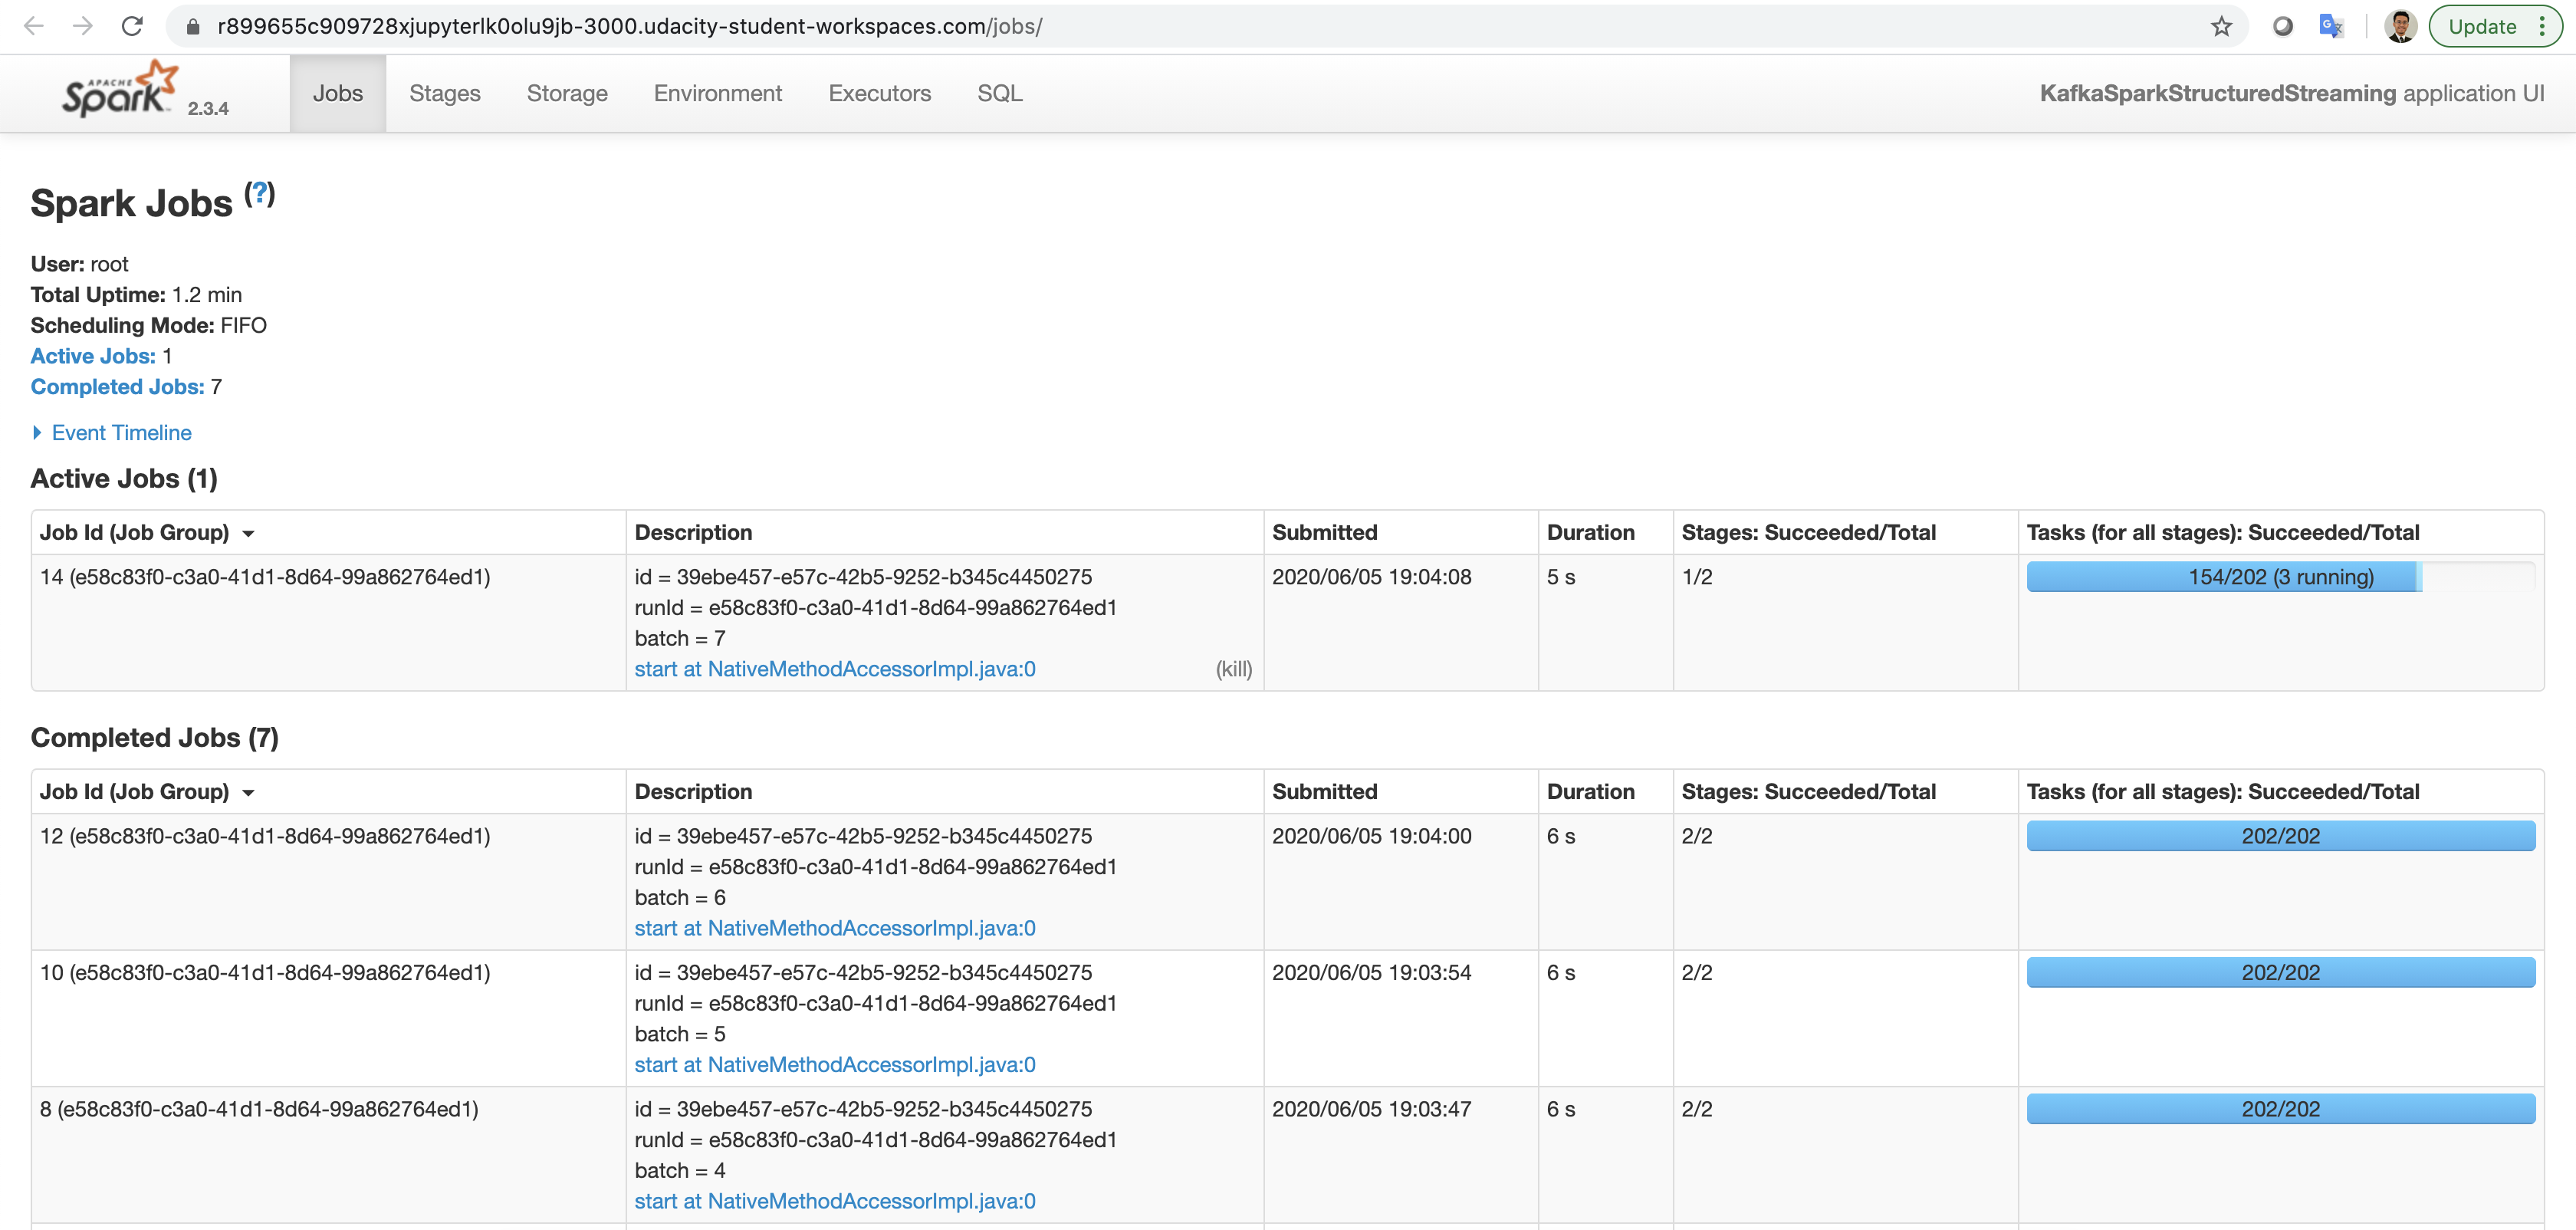 r899655c909728xjupyterlk0olu9jb-3000.udacity-student-workspaces.com/jobs/
Update
APACHE Spark 2.3.4 Jobs Stages Storage Environment Executors SQL KafkaSparkStructuredStreaming application UI
Spark Jobs (?)
User: root
Total Uptime: 1.2 min
Scheduling Mode: FIFO
Active Jobs: 1
Completed Jobs: 7
Event Timeline
Active Jobs (1)
Job Id (Job Group) Description Submitted Duration Stages: Succeeded/Total Tasks (for all stages): Succeeded/Total
14 (e58c83f0-c3a0-41d1-8d64-99a862764ed1) id = 39ebe457-e57c-42b5-9252-b345c4450275 2020/06/05 19:04:08 5 s 1/2 154/202 (3 running)
runId = e58c83f0-c3a0-41d1-8d64-99a862764ed1
batch = 7
start at NativeMethodAccessorImpl.java:0 (kill)
Completed Jobs (7)
Job Id (Job Group) Description Submitted Duration Stages: Succeeded/Total Tasks (for all stages): Succeeded/Total
12 (e58c83f0-c3a0-41d1-8d64-99a862764ed1) id = 39ebe457-e57c-42b5-9252-b345c4450275 2020/06/05 19:04:00 6 s 2/2 202/202
runId = e58c83f0-c3a0-41d1-8d64-99a862764ed1
batch = 6
start at NativeMethodAccessorImpl.java:0
10 (e58c83f0-c3a0-41d1-8d64-99a862764ed1) id = 39ebe457-e57c-42b5-9252-b345c4450275 2020/06/05 19:03:54 6 s 2/2 202/202
runId = e58c83f0-c3a0-41d1-8d64-99a862764ed1
batch = 5
start at NativeMethodAccessorImpl.java:0
8 (e58c83f0-c3a0-41d1-8d64-99a862764ed1) id = 39ebe457-e57c-42b5-9252-b345c4450275 2020/06/05 19:03:47 6 s 2/2 202/202
runId = e58c83f0-c3a0-41d1-8d64-99a862764ed1
batch = 4
start at NativeMethodAccessorImpl.java:0